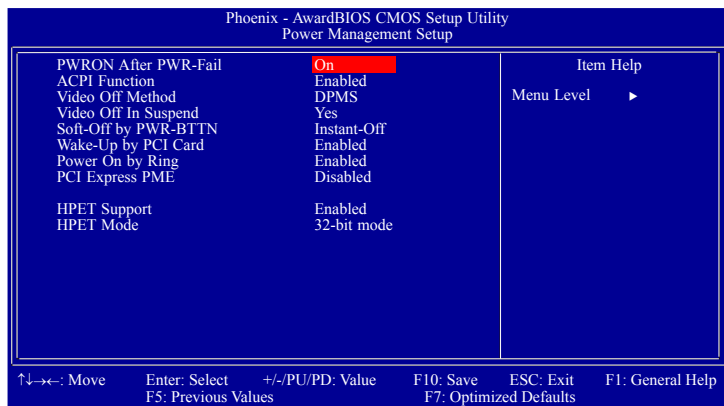 Phoenix - AwardBIOS CMOS Setup Utility
Power Management Setup
PWRON After PWR-Fail On
ACPI Function Enabled
Video Off Method DPMS
Video Off In Suspend Yes
Soft-Off by PWR-BTTN Instant-Off
Wake-Up by PCI Card Enabled
Power On by Ring Enabled
PCI Express PME Disabled
HPET Support Enabled
HPET Mode 32-bit mode
Item Help
Menu Level ►
↑↓→←: Move Enter: Select +/-/PU/PD: Value F10: Save ESC: Exit F1: General Help
F5: Previous Values F7: Optimized Defaults